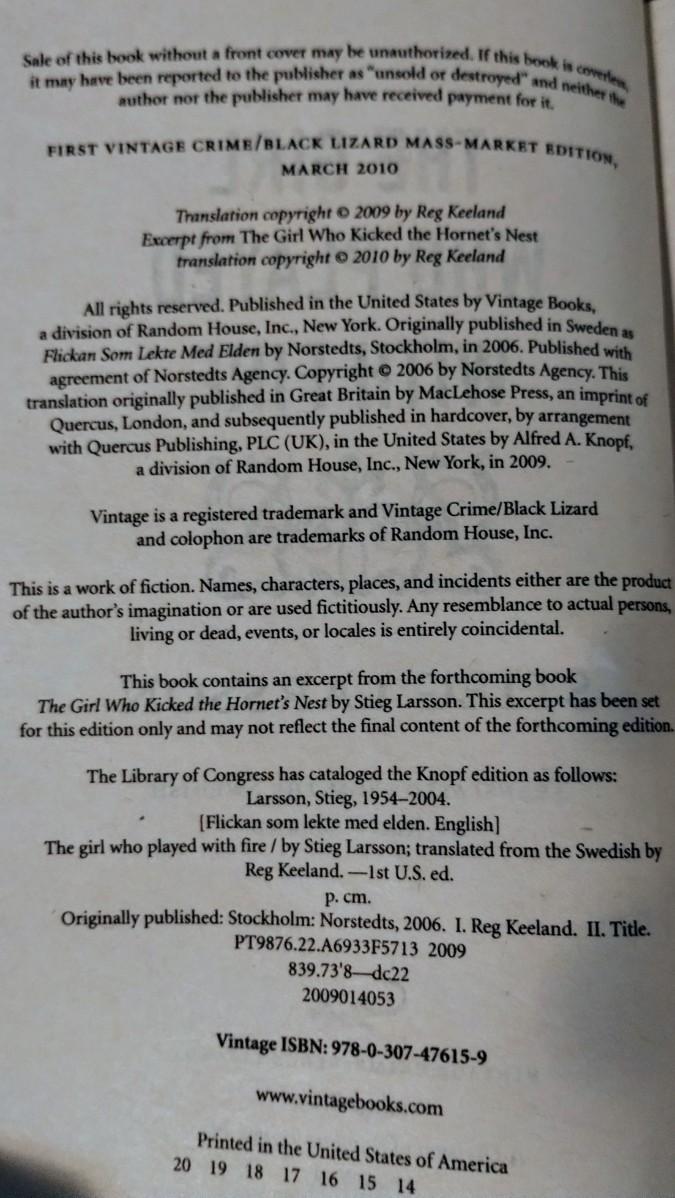 Sale of this book without a front cover may be unauthorized. If this book is coverless,
it may have been reported to the publisher as "unsold or destroyed" and neither the
author nor the publisher may have received payment for it.
FIRST VINTAGE CRIME/BLACK LIZARD MASS-MARKET EDITION,
MARCH 2010
Translation copyright © 2009 by Reg Keeland
Excerpt from The Girl Who Kicked the Hornet's Nest
translation copyright © 2010 by Reg Keeland
All rights reserved. Published in the United States by Vintage Books,
a division of Random House, Inc., New York. Originally published in Sweden as
Flickan Som Lekte Med Elden by Norstedts, Stockholm, in 2006. Published with
agreement of Norstedts Agency. Copyright © 2006 by Norstedts Agency. This
translation originally published in Great Britain by MacLehose Press, an imprint of
Quercus, London, and subsequently published in hardcover, by arrangement
with Quercus Publishing, PLC (UK), in the United States by Alfred A. Knopf,
a division of Random House, Inc., New York, in 2009.
Vintage is a registered trademark and Vintage Crime/Black Lizard
and colophon are trademarks of Random House, Inc.
This is a work of fiction. Names, characters, places, and incidents either are the product
of the author's imagination or are used fictitiously. Any resemblance to actual persons,
living or dead, events, or locales is entirely coincidental.
This book contains an excerpt from the forthcoming book
The Girl Who Kicked the Hornet's Nest by Stieg Larsson. This excerpt has been set
for this edition only and may not reflect the final content of the forthcoming edition.
The Library of Congress has cataloged the Knopf edition as follows:
Larsson, Stieg, 1954–2004.
[Flickan som lekte med elden. English]
The girl who played with fire / by Stieg Larsson; translated from the Swedish by
Reg Keeland. —1st U.S. ed.
p. cm.
Originally published: Stockholm: Norstedts, 2006. I. Reg Keeland. II. Title.
PT9876.22.A6933F5713 2009
839.73'8—dc22
2009014053
Vintage ISBN: 978-0-307-47615-9
www.vintagebooks.com
Printed in the United States of America
20 19 18 17 16 15 14